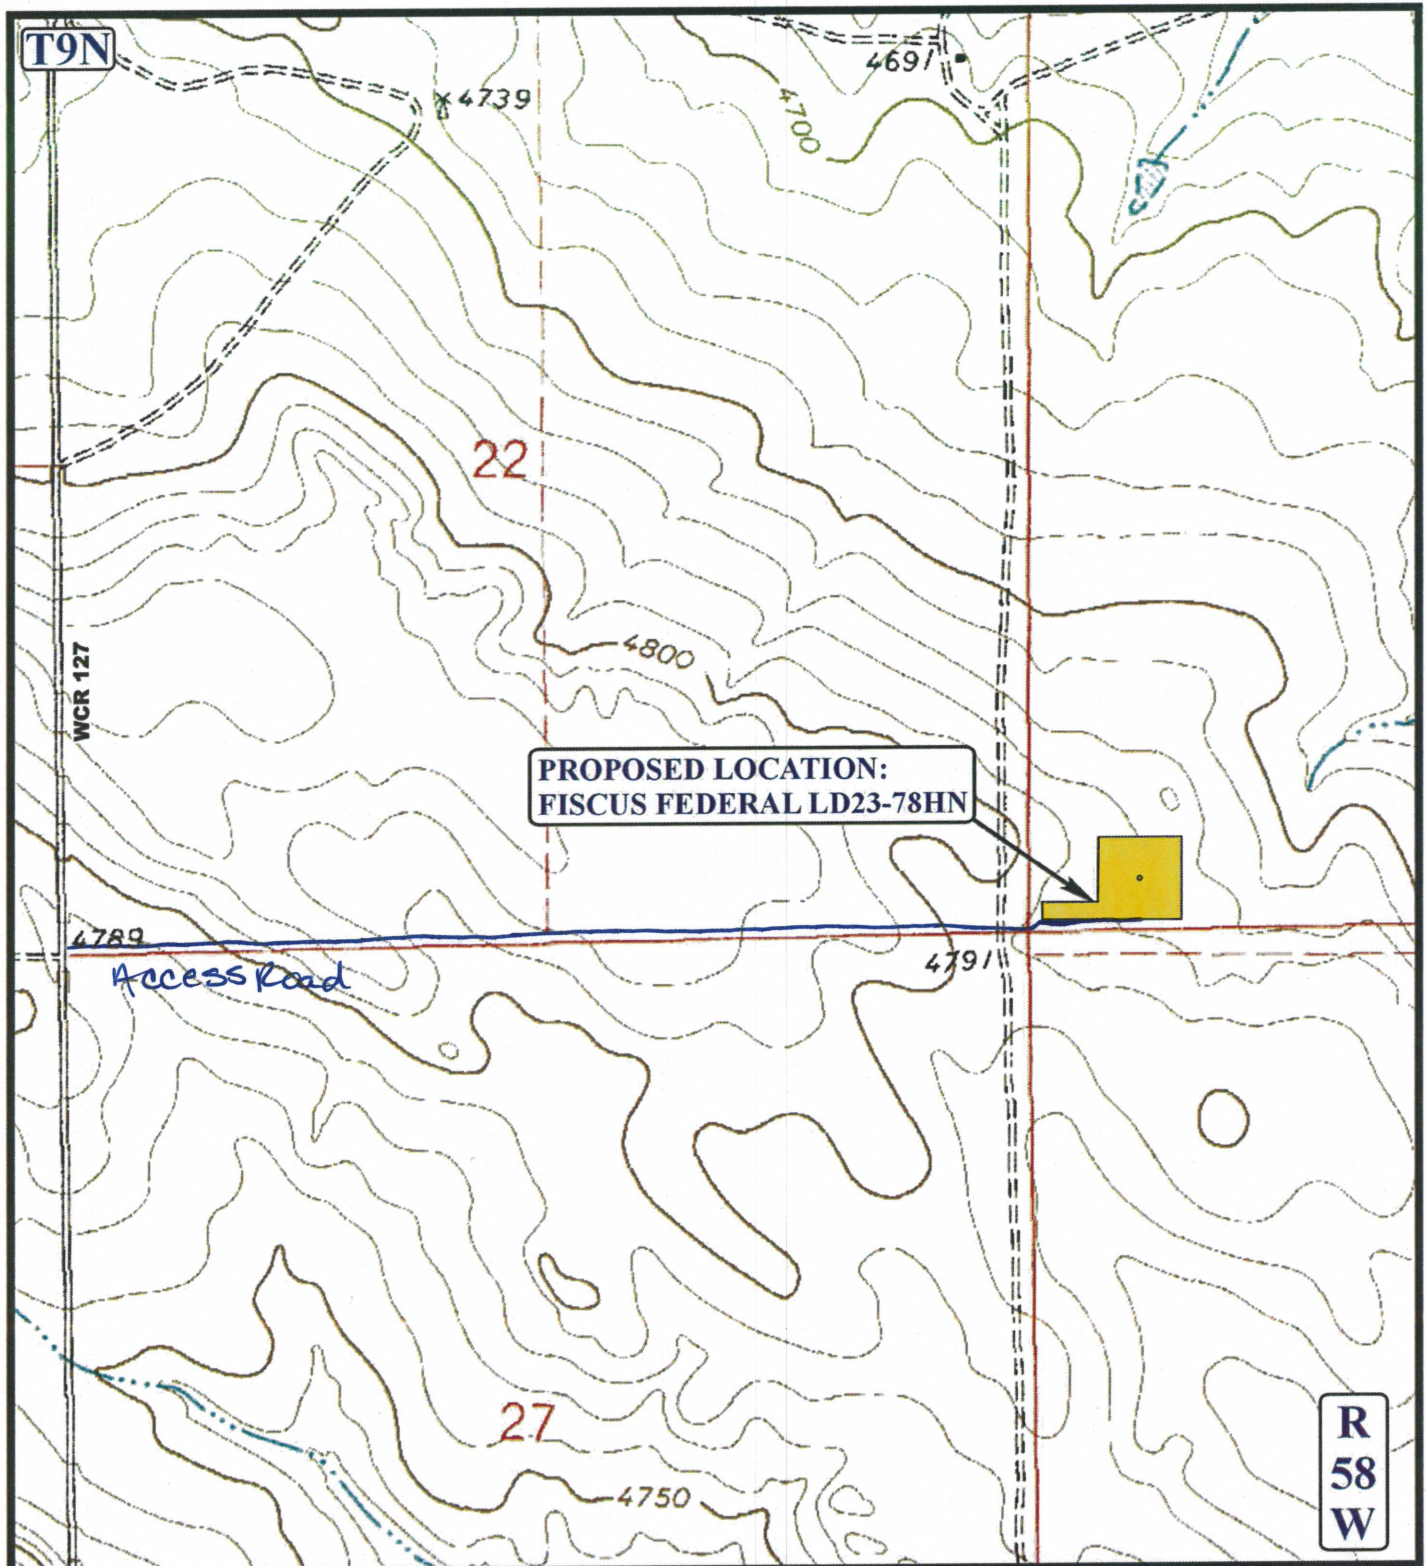 T9N
4739
4691
4700
22
4800
WCR 127
PROPOSED LOCATION:
FISCUS FEDERAL LD23-78HN
4789
Access Road
4791
27
4750
R
58
W